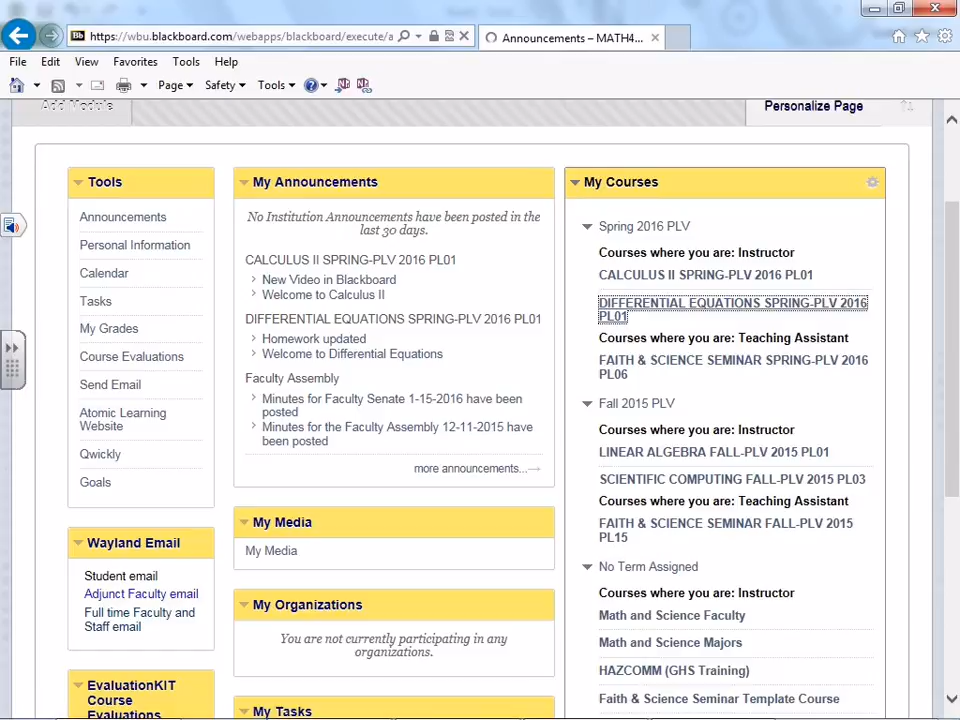 Bb https://wbu.blackboard.com/webapps/blackboard/execute/a
Announcements – MATH4...
File Edit View Favorites Tools Help
Page Safety Tools
Add Module
Personalize Page
Tools
Announcements
Personal Information
Calendar
Tasks
My Grades
Course Evaluations
Send Email
Atomic Learning
Website
Qwickly
Goals
Wayland Email
Student email
Adjunct Faculty email
Full time Faculty and
Staff email
EvaluationKIT
Course
Evaluations
My Announcements
No Institution Announcements have been posted in the
last 30 days.
CALCULUS II SPRING-PLV 2016 PL01
New Video in Blackboard
Welcome to Calculus II
DIFFERENTIAL EQUATIONS SPRING-PLV 2016 PL01
Homework updated
Welcome to Differential Equations
Faculty Assembly
Minutes for Faculty Senate 1-15-2016 have been
posted
Minutes for the Faculty Assembly 12-11-2015 have
been posted
more announcements...→
My Media
My Media
My Organizations
You are not currently participating in any
organizations.
My Tasks
My Courses
Spring 2016 PLV
Courses where you are: Instructor
CALCULUS II SPRING-PLV 2016 PL01
DIFFERENTIAL EQUATIONS SPRING-PLV 2016
PL01
Courses where you are: Teaching Assistant
FAITH & SCIENCE SEMINAR SPRING-PLV 2016
PL06
Fall 2015 PLV
Courses where you are: Instructor
LINEAR ALGEBRA FALL-PLV 2015 PL01
SCIENTIFIC COMPUTING FALL-PLV 2015 PL03
Courses where you are: Teaching Assistant
FAITH & SCIENCE SEMINAR FALL-PLV 2015
PL15
No Term Assigned
Courses where you are: Instructor
Math and Science Faculty
Math and Science Majors
HAZCOMM (GHS Training)
Faith & Science Seminar Template Course